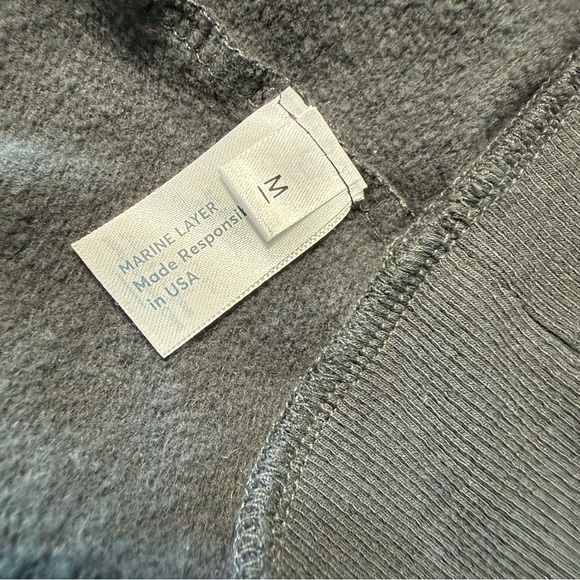 MARINE LAYER
Made Responsi
in USA
M